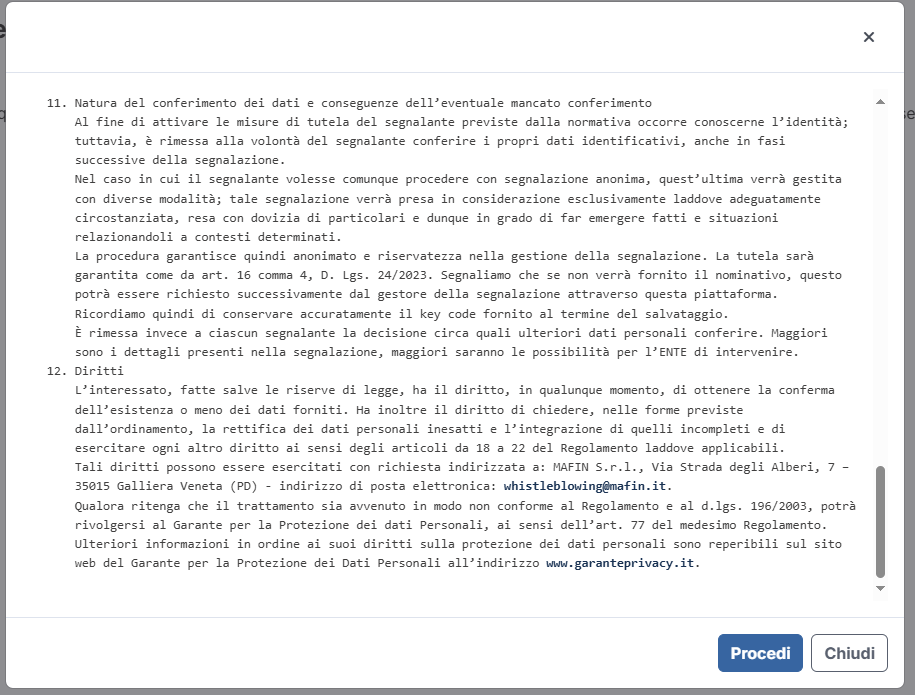 ×
11. Natura del conferimento dei dati e conseguenze dell’eventuale mancato conferimento
Al fine di attivare le misure di tutela del segnalante previste dalla normativa occorre conoscerne l’identità;
tuttavia, è rimessa alla volontà del segnalante conferire i propri dati identificativi, anche in fasi
successive della segnalazione.
Nel caso in cui il segnalante volesse comunque procedere con segnalazione anonima, quest’ultima verrà gestita
con diverse modalità; tale segnalazione verrà presa in considerazione esclusivamente laddove adeguatamente
circostanziata, resa con dovizia di particolari e dunque in grado di far emergere fatti e situazioni
relazionandoli a contesti determinati.
La procedura garantisce quindi anonimato e riservatezza nella gestione della segnalazione. La tutela sarà
garantita come da art. 16 comma 4, D. Lgs. 24/2023. Segnaliamo che se non verrà fornito il nominativo, questo
potrà essere richiesto successivamente dal gestore della segnalazione attraverso questa piattaforma.
Ricordiamo quindi di conservare accuratamente il key code fornito al termine del salvataggio.
È rimessa invece a ciascun segnalante la decisione circa quali ulteriori dati personali conferire. Maggiori
sono i dettagli presenti nella segnalazione, maggiori saranno le possibilità per l’ENTE di intervenire.
12. Diritti
L’interessato, fatte salve le riserve di legge, ha il diritto, in qualunque momento, di ottenere la conferma
dell’esistenza o meno dei dati forniti. Ha inoltre il diritto di chiedere, nelle forme previste
dall’ordinamento, la rettifica dei dati personali inesatti e l’integrazione di quelli incompleti e di
esercitare ogni altro diritto ai sensi degli articoli da 18 a 22 del Regolamento laddove applicabili.
Tali diritti possono essere esercitati con richiesta indirizzata a: MAFIN S.r.l., Via Strada degli Alberi, 7 –
35015 Galliera Veneta (PD) - indirizzo di posta elettronica: whistleblowing@mafin.it.
Qualora ritenga che il trattamento sia avvenuto in modo non conforme al Regolamento e al d.lgs. 196/2003, potrà
rivolgersi al Garante per la Protezione dei dati Personali, ai sensi dell’art. 77 del medesimo Regolamento.
Ulteriori informazioni in ordine ai suoi diritti sulla protezione dei dati personali sono reperibili sul sito
web del Garante per la Protezione dei Dati Personali all’indirizzo www.garanteprivacy.it.
Procedi
Chiudi